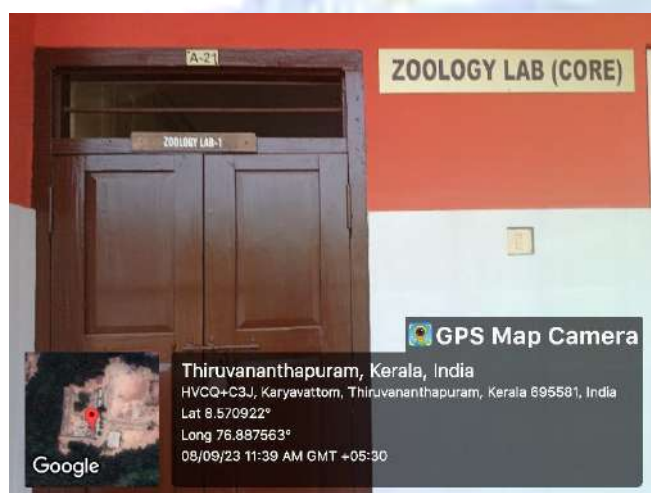 A-21
ZOOLOGY LAB (CORE)
ZOOLOGY LAB-1
GPS Map Camera
Thiruvananthapuram, Kerala, India
HVCQ+C3J, Karyavattom, Thiruvananthapuram, Kerala 695581, India
Lat 8.570922°
Long 76.887563°
08/09/23 11:39 AM GMT +05:30
Google